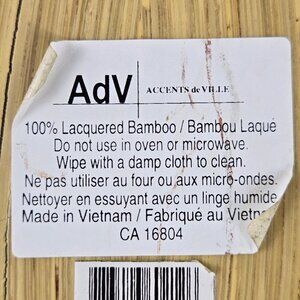 AdV
ACCENTS de VILLE
100% Lacquered Bamboo / Bambou Laque
Do not use in oven or microwave.
Wipe with a damp cloth to clean.
Ne pas utiliser au four ou aux micro-ondes.
Nettoyer en essuyant avec un linge humide
Made in Vietnam / Fabriqué au
CA 16804